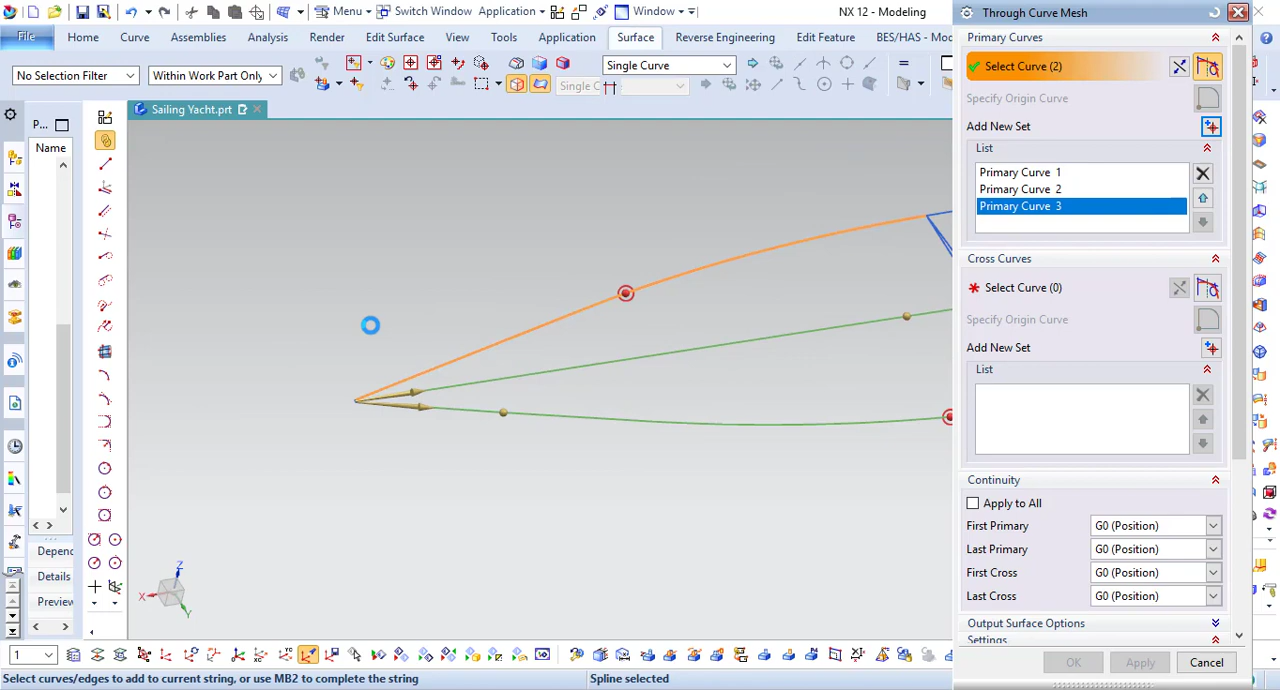 Menu
Switch Window
Application
Window
NX 12 - Modeling
Through Curve Mesh
File
Home
Curve
Assemblies
Analysis
Render
Edit Surface
View
Tools
Application
Surface
Reverse Engineering
Edit Feature
BES/HAS - Mo
No Selection Filter
Within Work Part Only
Single Curve
Single C
Sailing Yacht.prt
P...
Name
Depend
Details
Preview
X
Y
Z
Primary Curves
Select Curve (2)
Specify Origin Curve
Add New Set
List
Primary Curve 1
Primary Curve 2
Primary Curve 3
Cross Curves
* Select Curve (0)
Specify Origin Curve
Add New Set
List
Continuity
Apply to All
First Primary
G0 (Position)
Last Primary
G0 (Position)
First Cross
G0 (Position)
Last Cross
G0 (Position)
Output Surface Options
Settings
OK
Apply
Cancel
1
Select curves/edges to add to current string, or use MB2 to complete the string
Spline selected